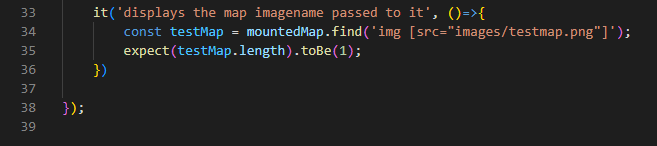 33 it('displays the map imagename passed to it', ()=>{
34 const testMap = mountedMap.find('img [src="images/testmap.png"]');
35 expect(testMap.length).toBe(1);
36 })
37
38 });
39